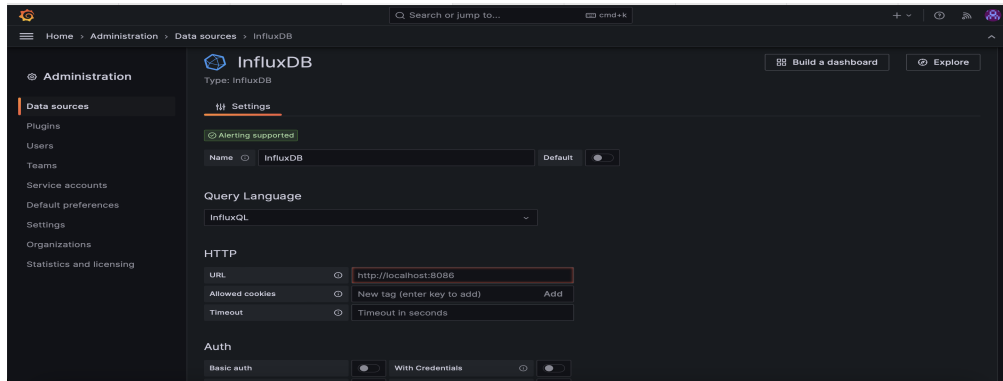 Search or jump to... cmd+k
Home › Administration › Data sources › InfluxDB
Administration
Data sources
Plugins
Users
Teams
Service accounts
Default preferences
Settings
Organizations
Statistics and licensing
InfluxDB
Build a dashboard
Explore
Type: InfluxDB
Settings
Alerting supported
Name InfluxDB Default
Query Language
InfluxQL
HTTP
URL http://localhost:8086
Allowed cookies New tag (enter key to add) Add
Timeout Timeout in seconds
Auth
Basic auth With Credentials